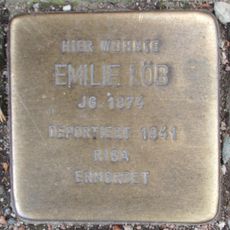 HIER WOHNTE
EMILIE LÖB
JG. 1874
DEPORTIERT 1941
RIGA
ERMORDET